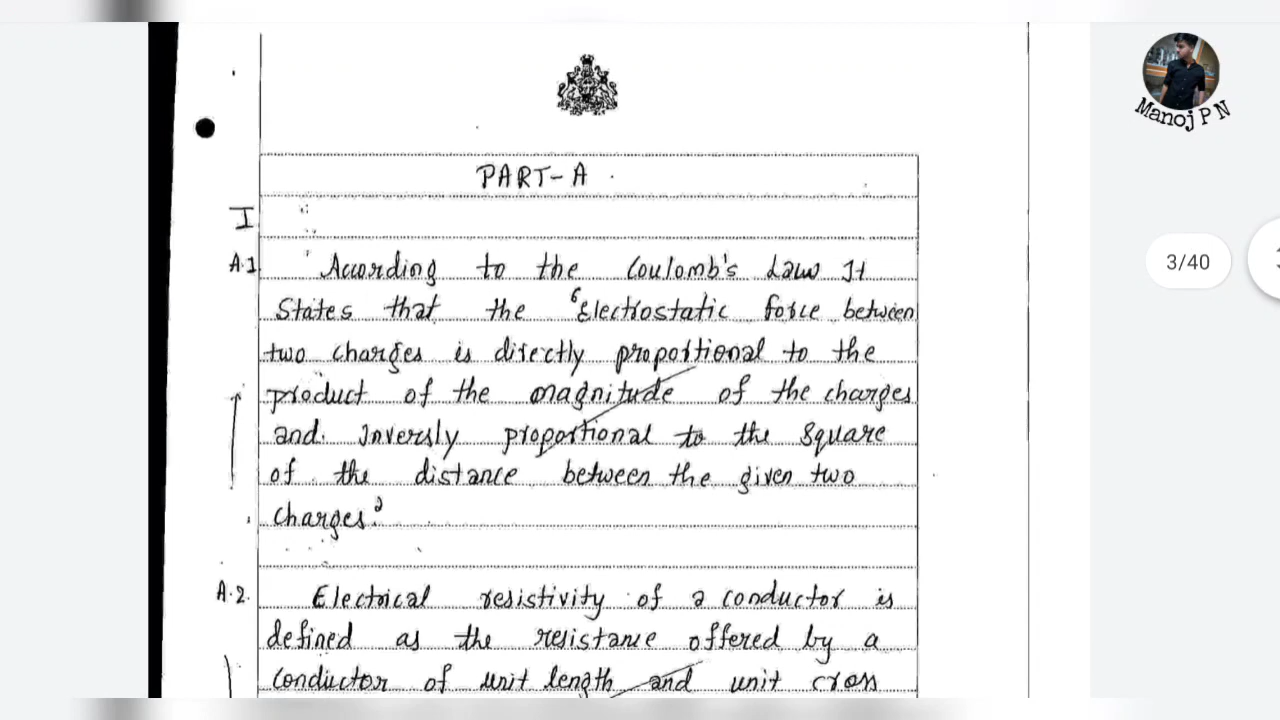 Manoj P N
PART-A
I
3/40
A.1 According to the Coulomb's Law It
States that the 'Electrostatic force between
two charges is directly proportional to the
product of the magnitude of the charges
and Inversly proportional to the square
of the distance between the given two
charges.'
A.2. Electrical resistivity of a conductor is
defined as the resistance offered by a
conductor of unit length and unit cross